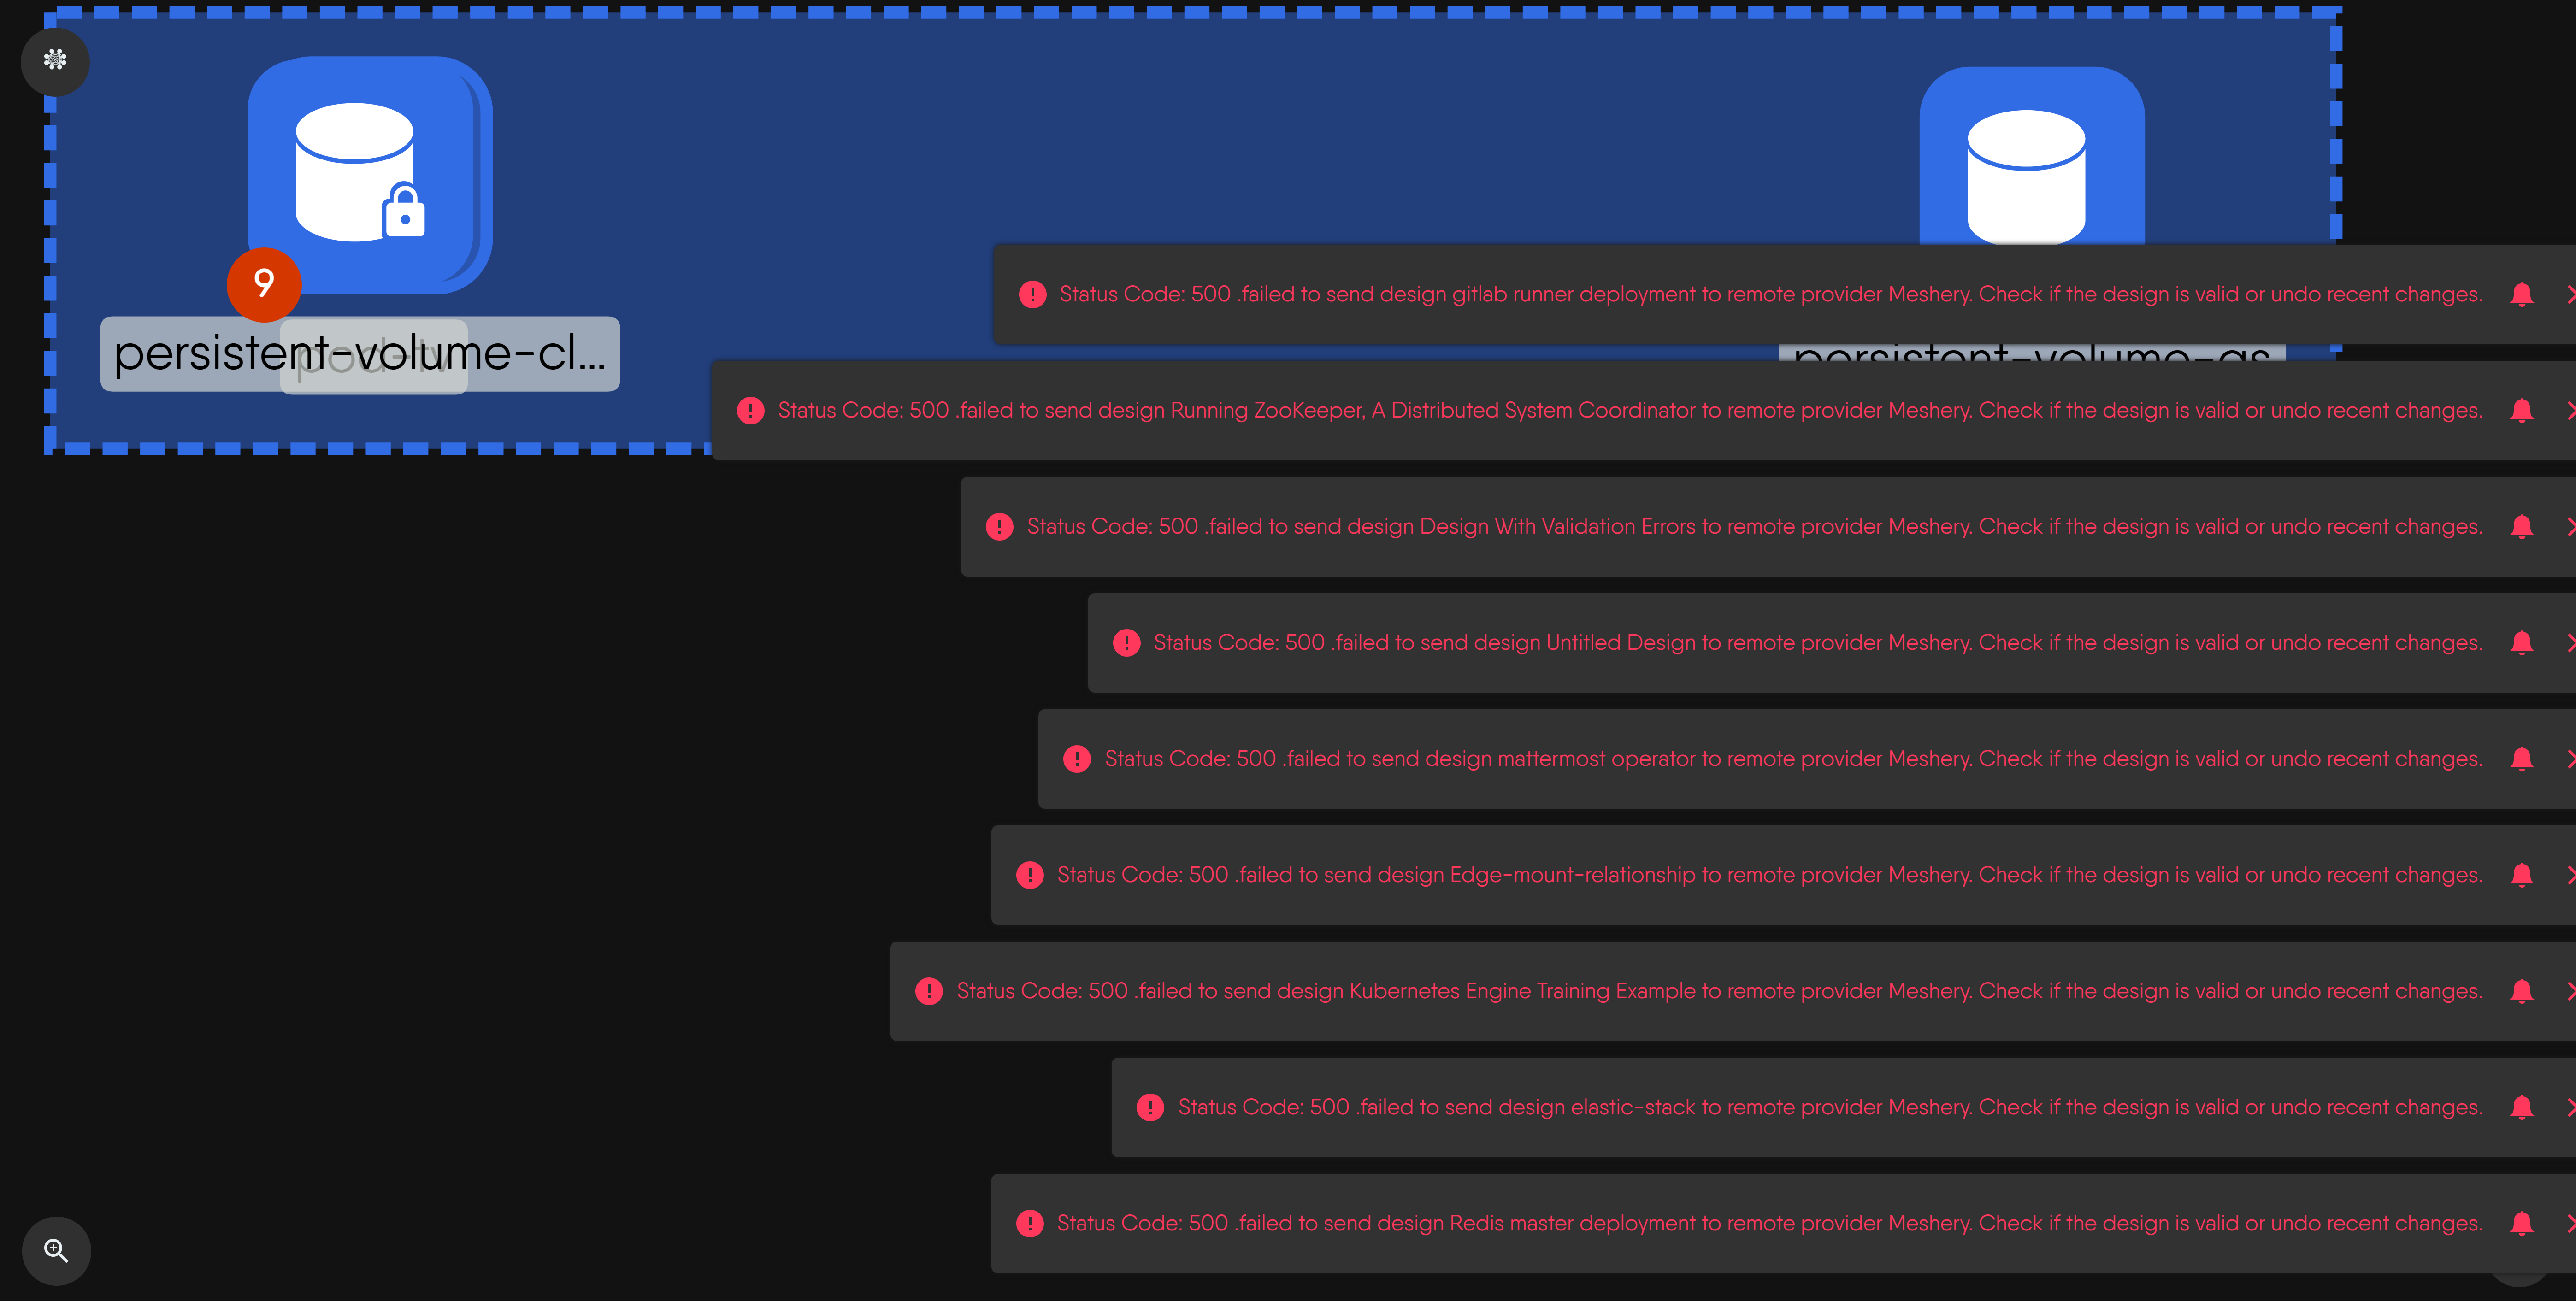 9
persistent-volume-cl...
pod-tv
Status Code: 500 .failed to send design gitlab runner deployment to remote provider Meshery. Check if the design is valid or undo recent changes.
persistent-volume-qs
Status Code: 500 .failed to send design Running ZooKeeper, A Distributed System Coordinator to remote provider Meshery. Check if the design is valid or undo recent changes.
Status Code: 500 .failed to send design Design With Validation Errors to remote provider Meshery. Check if the design is valid or undo recent changes.
Status Code: 500 .failed to send design Untitled Design to remote provider Meshery. Check if the design is valid or undo recent changes.
Status Code: 500 .failed to send design mattermost operator to remote provider Meshery. Check if the design is valid or undo recent changes.
Status Code: 500 .failed to send design Edge-mount-relationship to remote provider Meshery. Check if the design is valid or undo recent changes.
Status Code: 500 .failed to send design Kubernetes Engine Training Example to remote provider Meshery. Check if the design is valid or undo recent changes.
Status Code: 500 .failed to send design elastic-stack to remote provider Meshery. Check if the design is valid or undo recent changes.
Status Code: 500 .failed to send design Redis master deployment to remote provider Meshery. Check if the design is valid or undo recent changes.